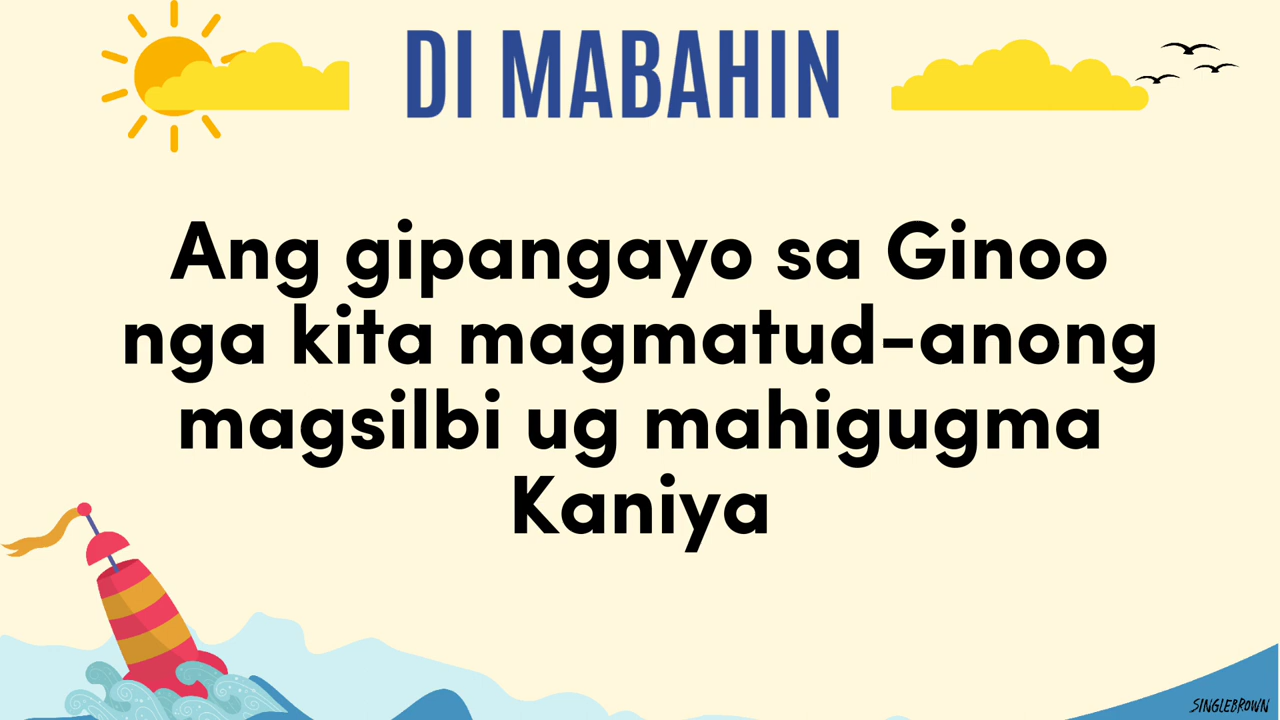 DI MABAHIN
Ang gipangayo sa Ginoo
nga kita magmatud-anong
magsilbi ug mahigugma
Kaniya
SINGLEBROWN